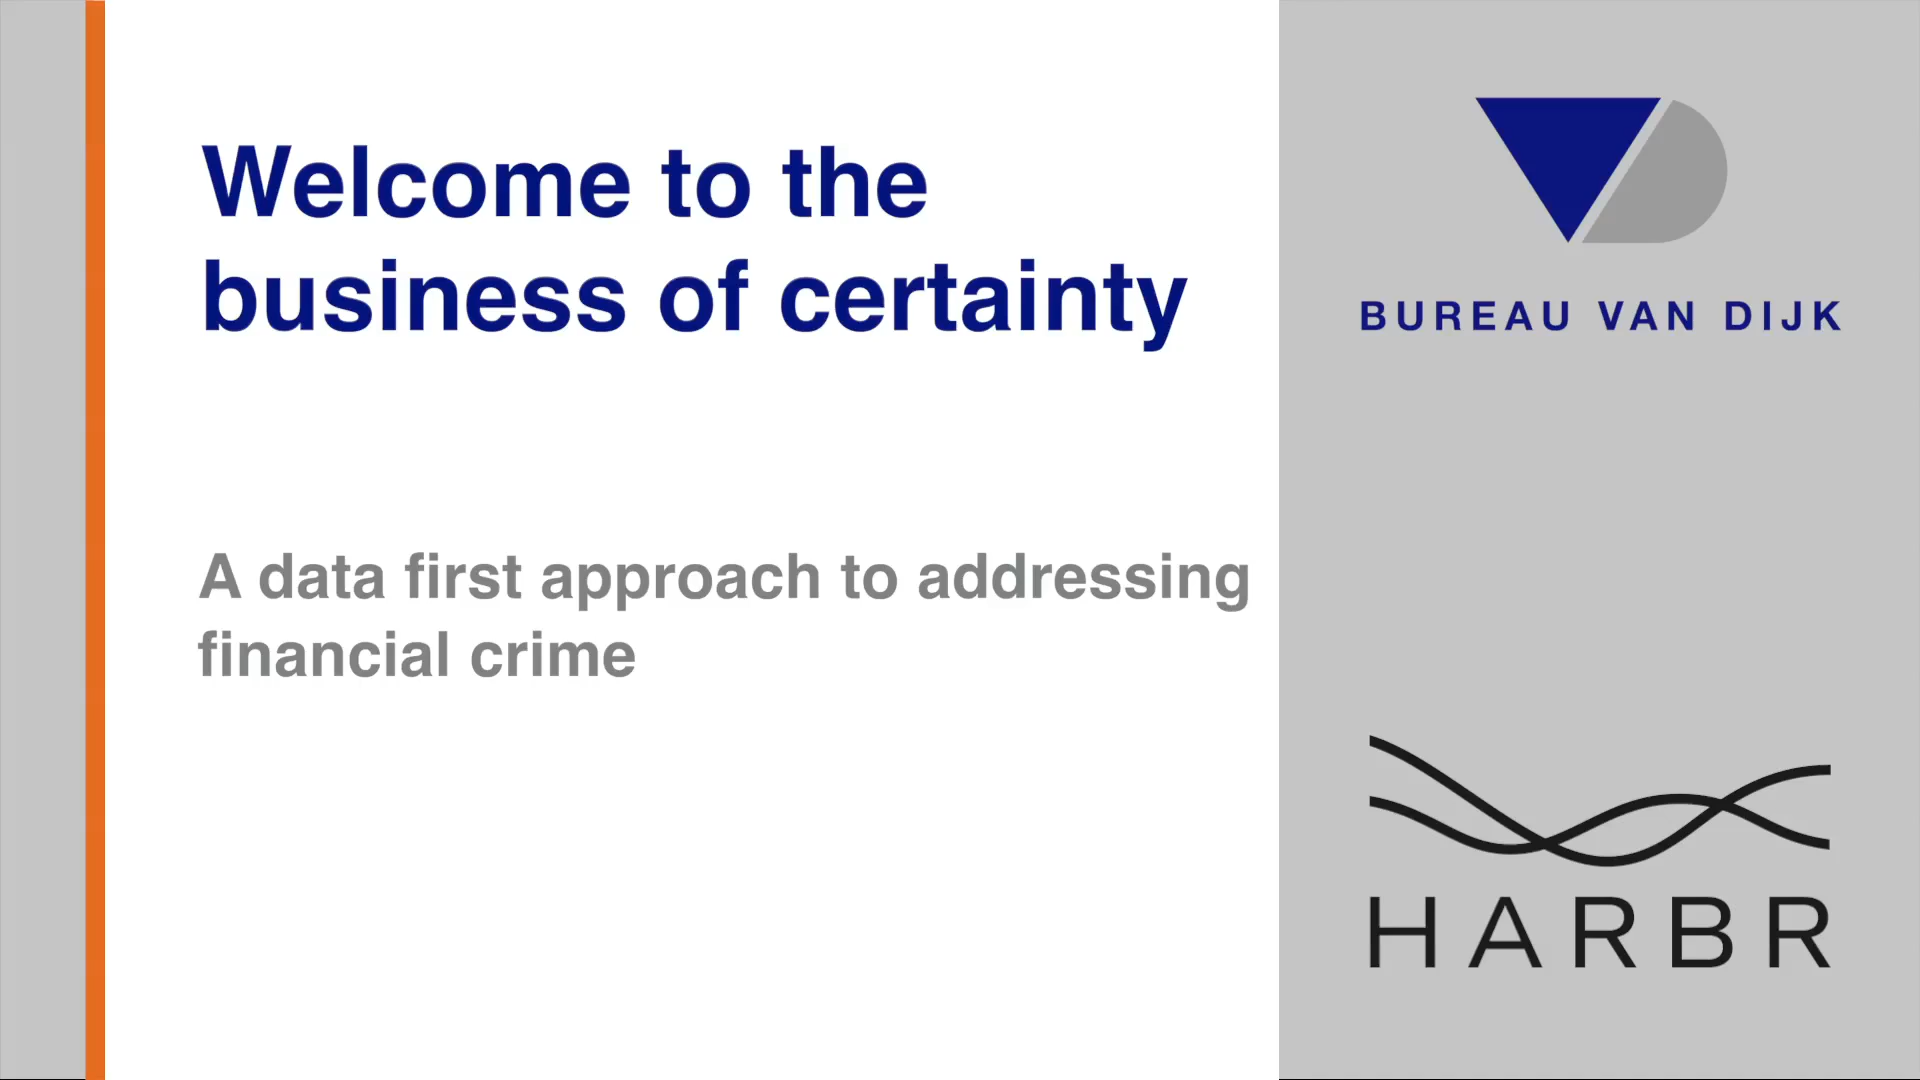 Welcome to the
business of certainty
A data first approach to addressing
financial crime
BUREAU VAN DIJK
HARBR